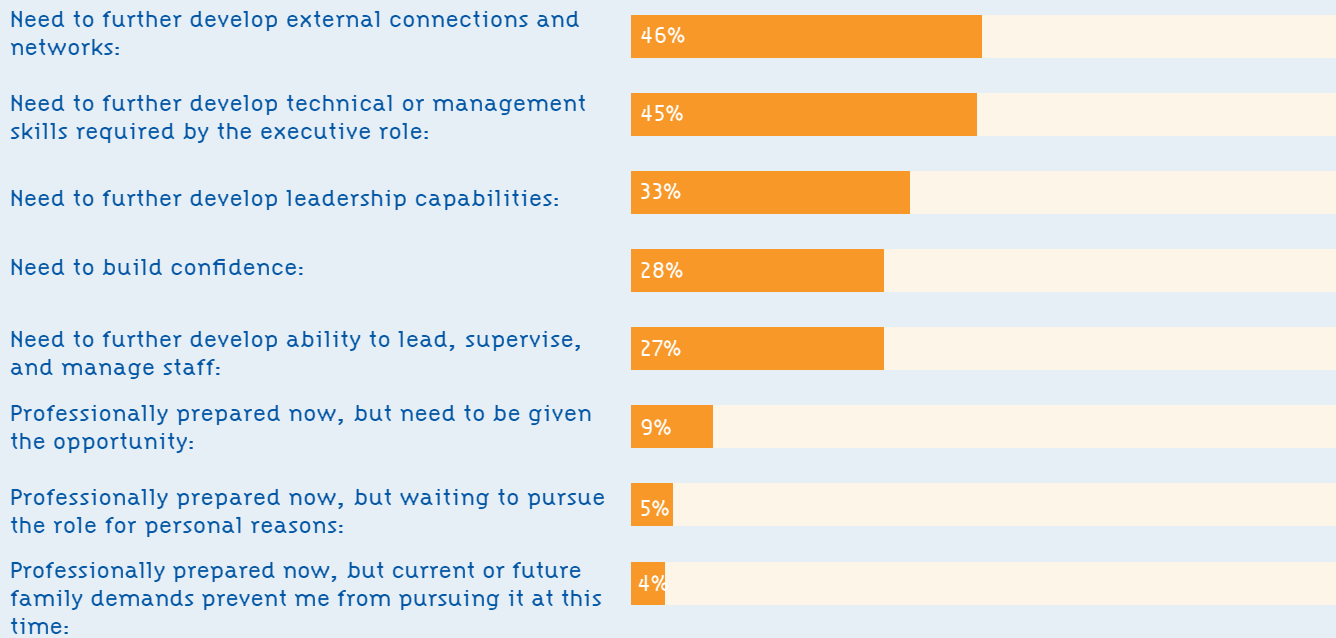 Need to further develop external connections and
networks:
46%
Need to further develop technical or management
skills required by the executive role:
45%
Need to further develop leadership capabilities:
33%
Need to build confidence:
28%
Need to further develop ability to lead, supervise,
and manage staff:
27%
Professionally prepared now, but need to be given
the opportunity:
9%
Professionally prepared now, but waiting to pursue
the role for personal reasons:
5%
Professionally prepared now, but current or future
family demands prevent me from pursuing it at this
time:
4%